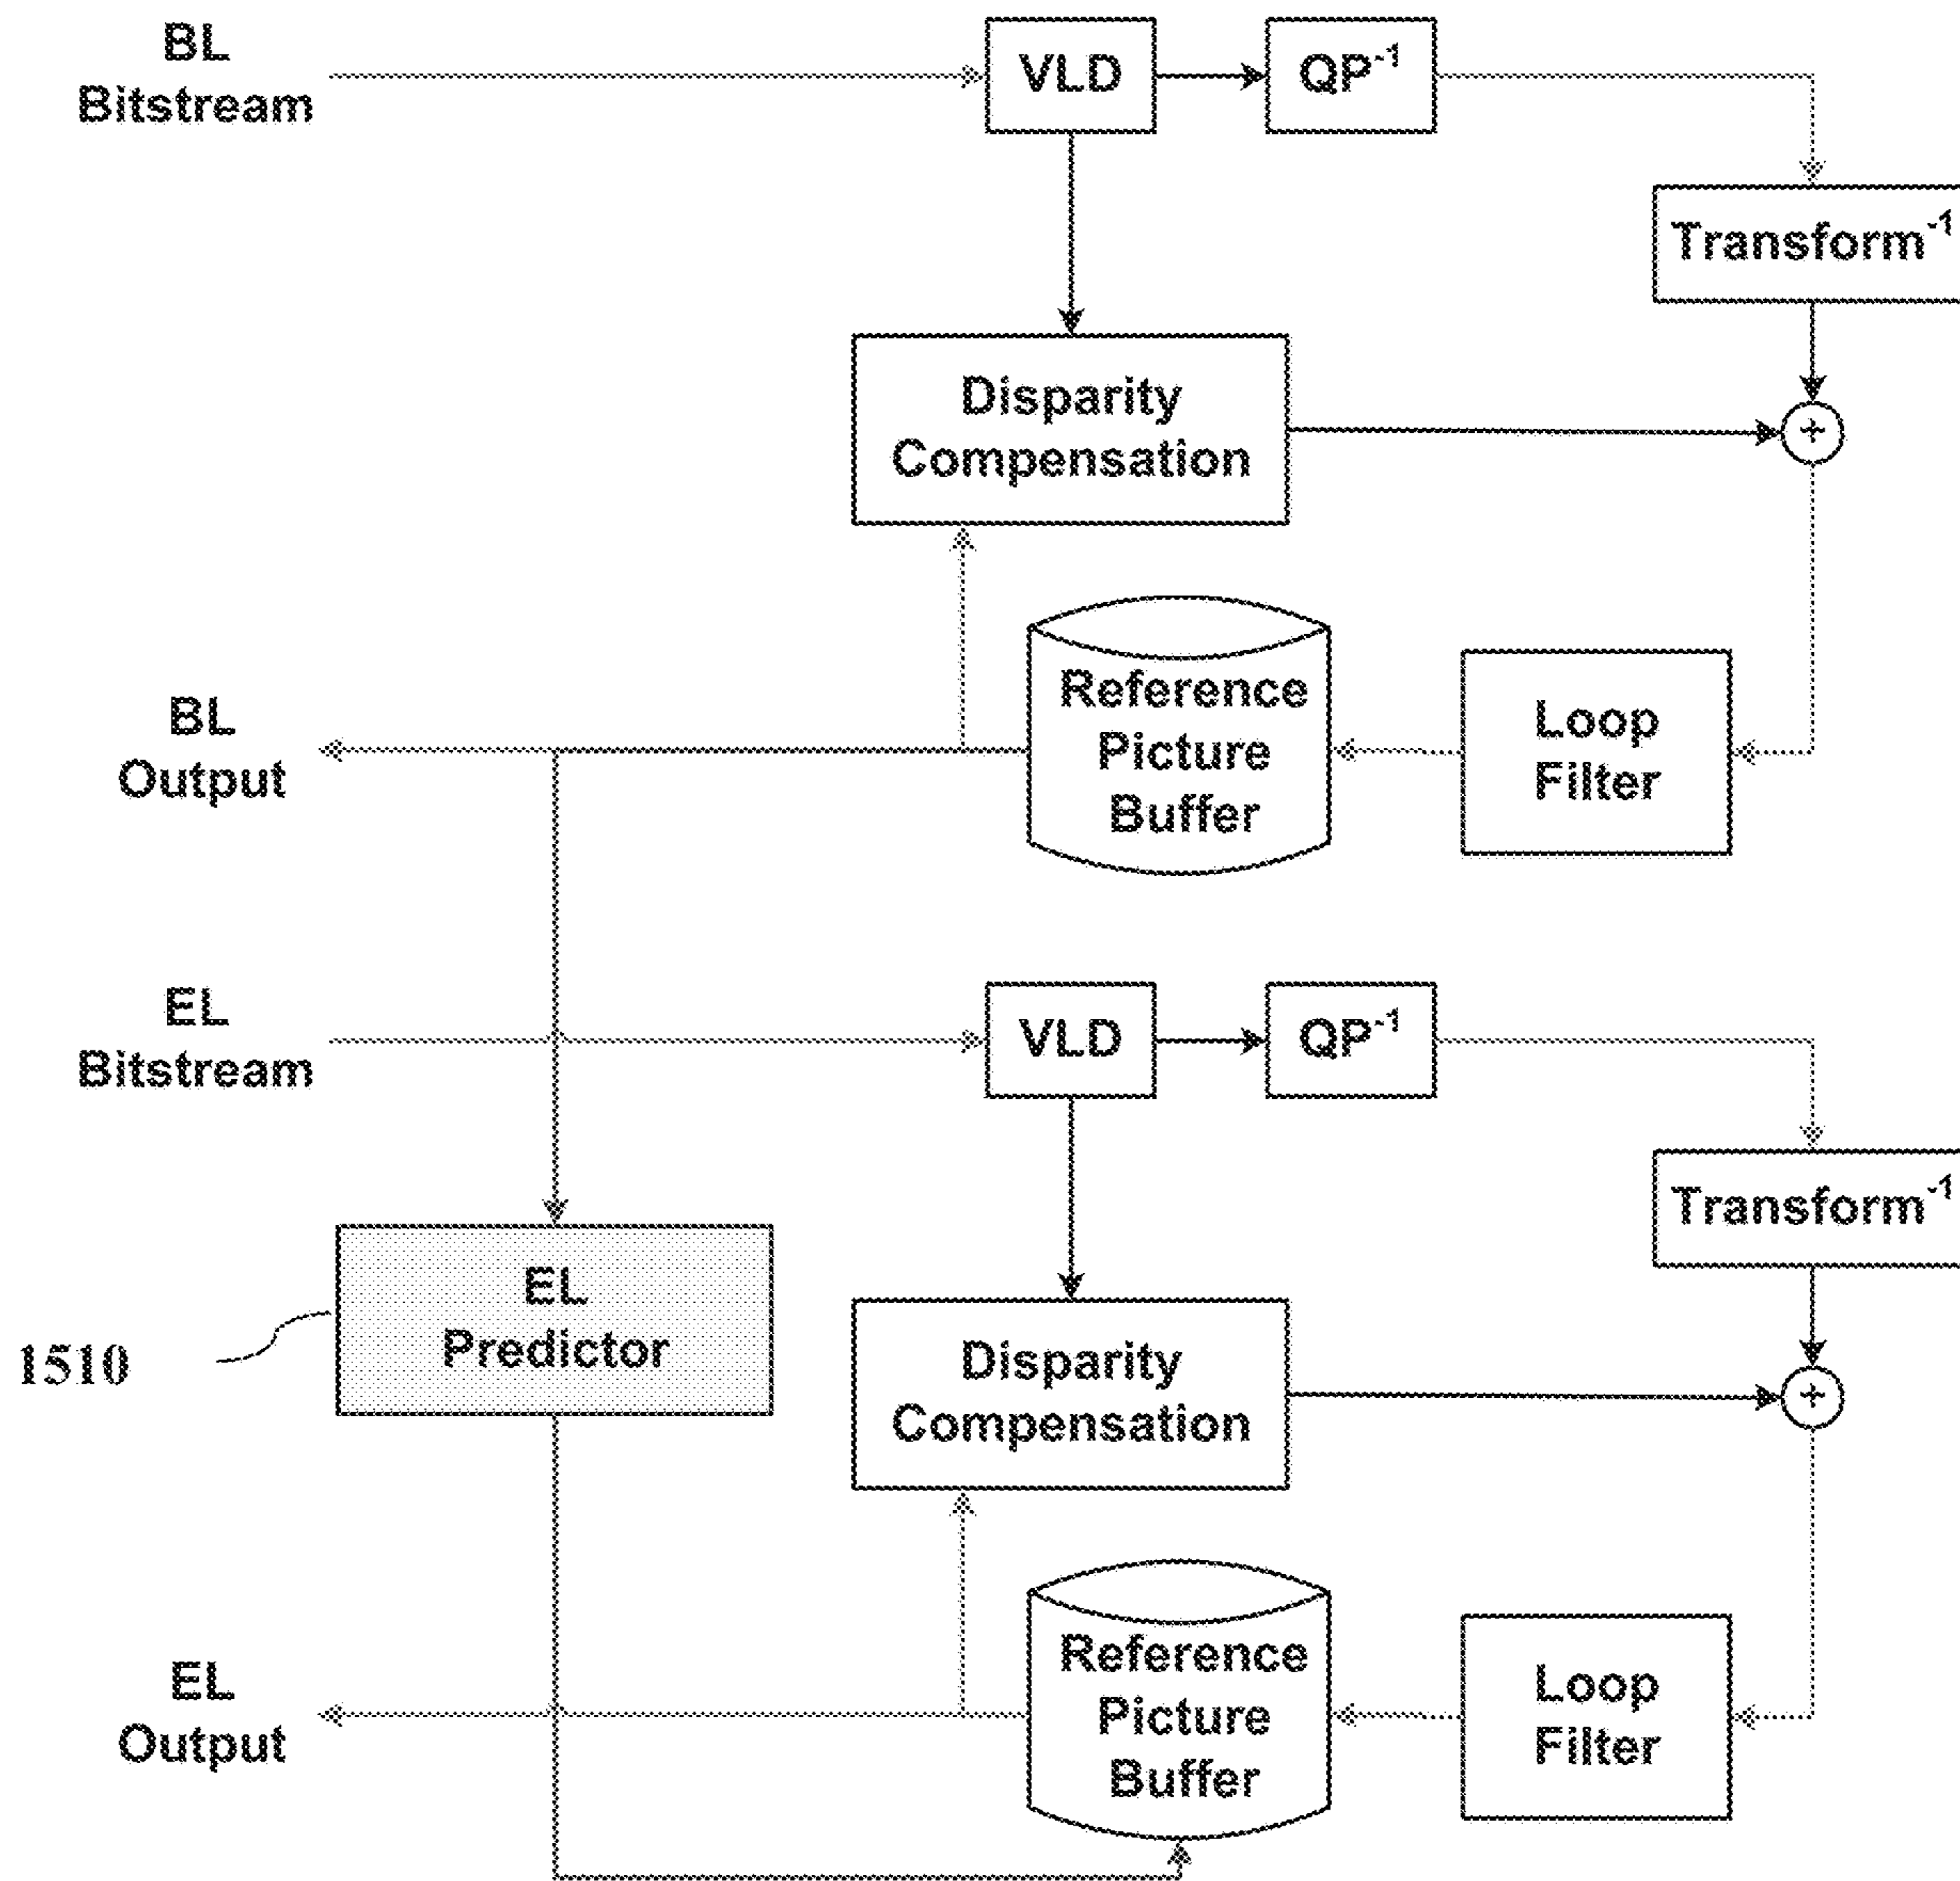 BL
Bitstream
VLD
QP⁻¹
Transform⁻¹
Disparity
Compensation
+
BL
Output
Reference
Picture
Buffer
Loop
Filter
EL
Bitstream
VLD
QP⁻¹
Transform⁻¹
EL
Predictor
1510
Disparity
Compensation
+
EL
Output
Reference
Picture
Buffer
Loop
Filter